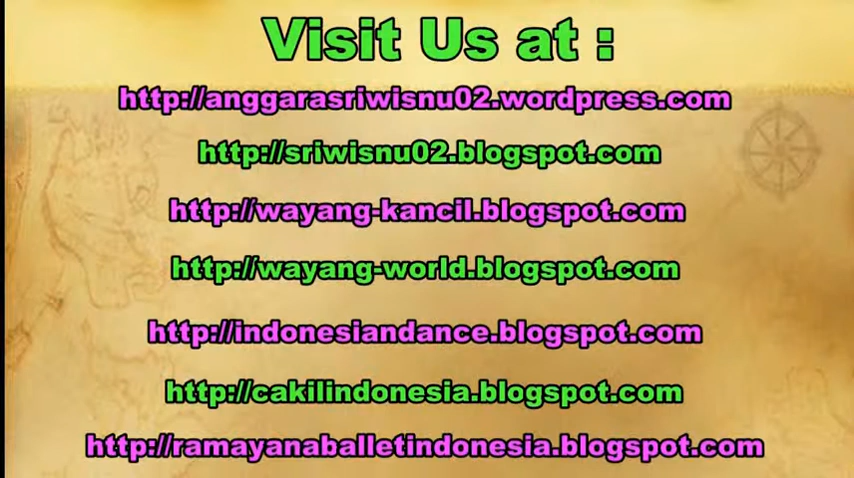 Visit Us at :
http://anggarasriwisnu02.wordpress.com
http://sriwisnu02.blogspot.com
http://wayang-kancil.blogspot.com
http://wayang-world.blogspot.com
http://indonesiandance.blogspot.com
http://cakilindonesia.blogspot.com
http://ramayanaballetindonesia.blogspot.com